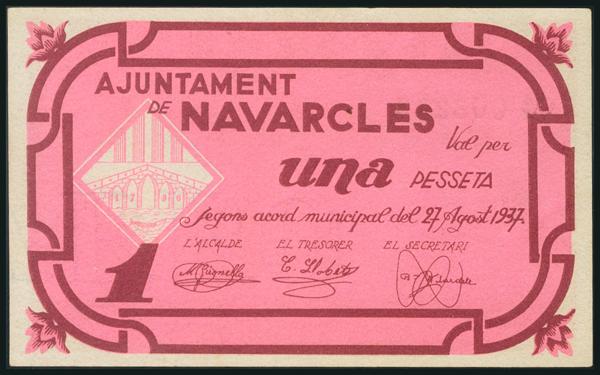 AJUNTAMENT
DE NAVARCLES
Val per
una PESSETA
Segons acord municipal del 27 Agost 1937.
L'ALCALDE EL TRESORER EL SECRETARI
1